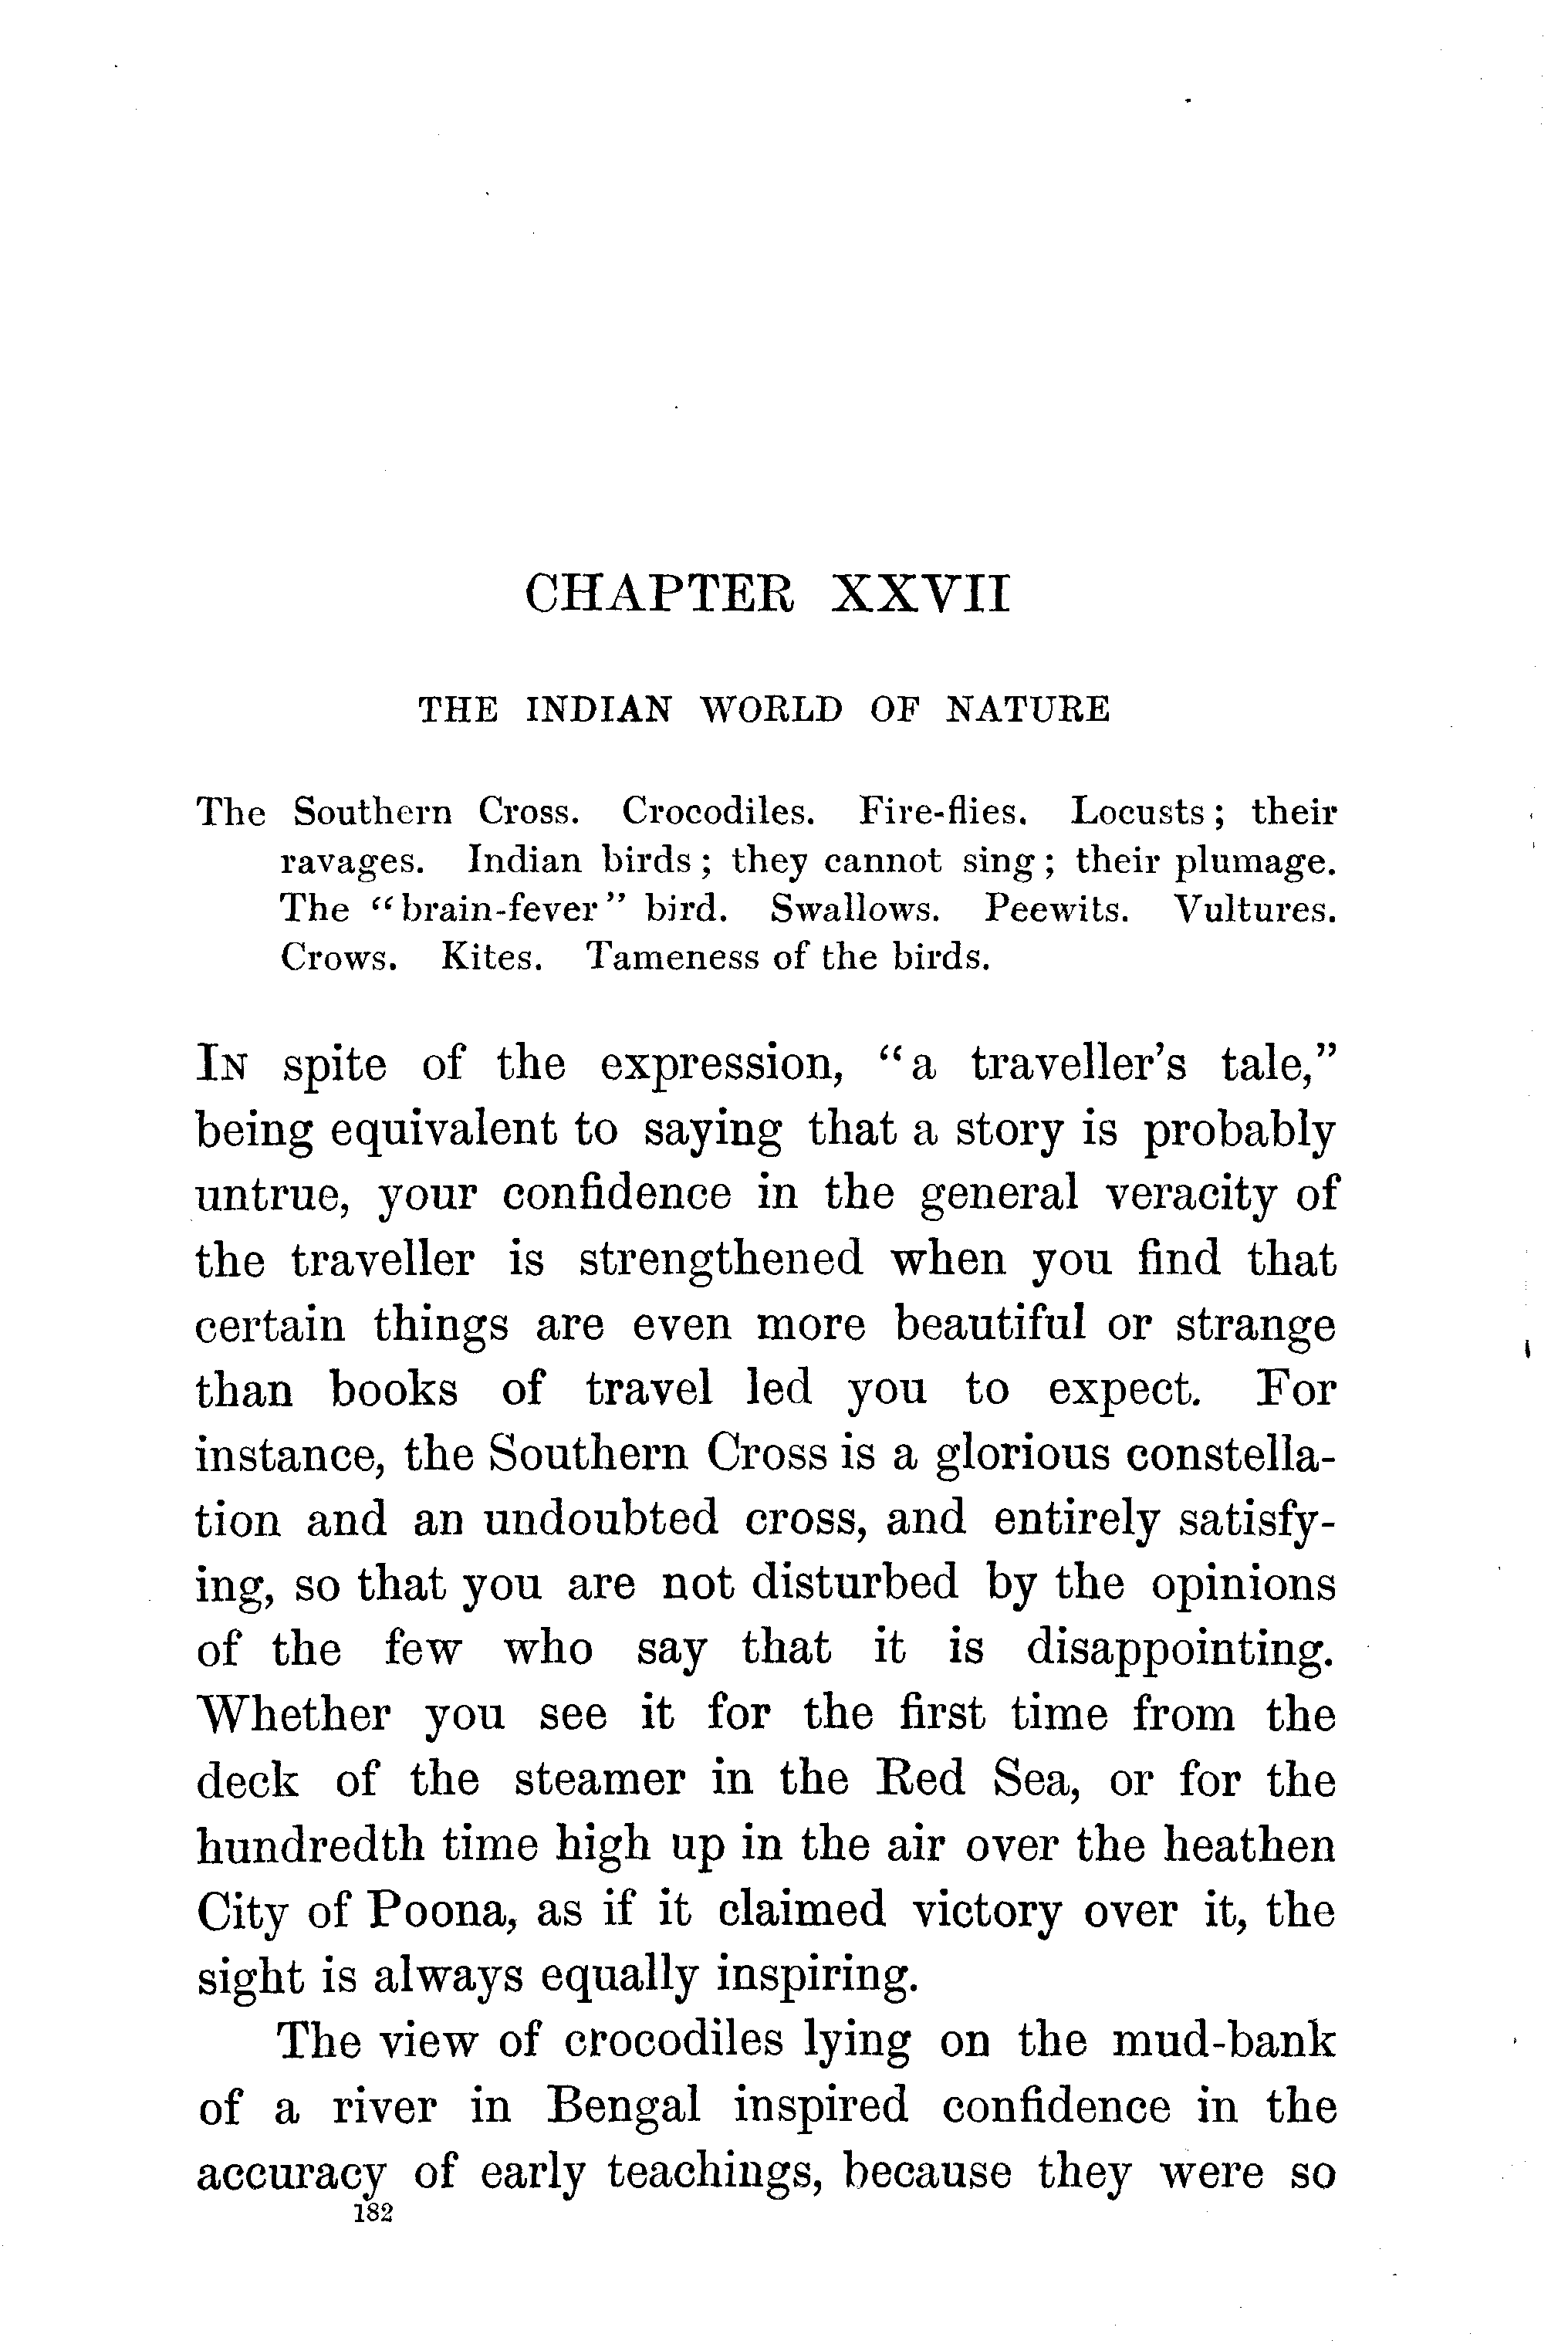 CHAPTER XXVII
THE INDIAN WORLD OF NATURE
The Southern Cross. Crocodiles. Fire-flies. Locusts; their
ravages. Indian birds; they cannot sing; their plumage.
The "brain-fever" bird. Swallows. Peewits. Vultures.
Crows. Kites. Tameness of the birds.
IN spite of the expression, "a traveller's tale,"
being equivalent to saying that a story is probably
untrue, your confidence in the general veracity of
the traveller is strengthened when you find that
certain things are even more beautiful or strange
than books of travel led you to expect. For
instance, the Southern Cross is a glorious constella-
tion and an undoubted cross, and entirely satisfy-
ing, so that you are not disturbed by the opinions
of the few who say that it is disappointing.
Whether you see it for the first time from the
deck of the steamer in the Red Sea, or for the
hundredth time high up in the air over the heathen
City of Poona, as if it claimed victory over it, the
sight is always equally inspiring.
The view of crocodiles lying on the mud-bank
of a river in Bengal inspired confidence in the
accuracy of early teachings, because they were so
182